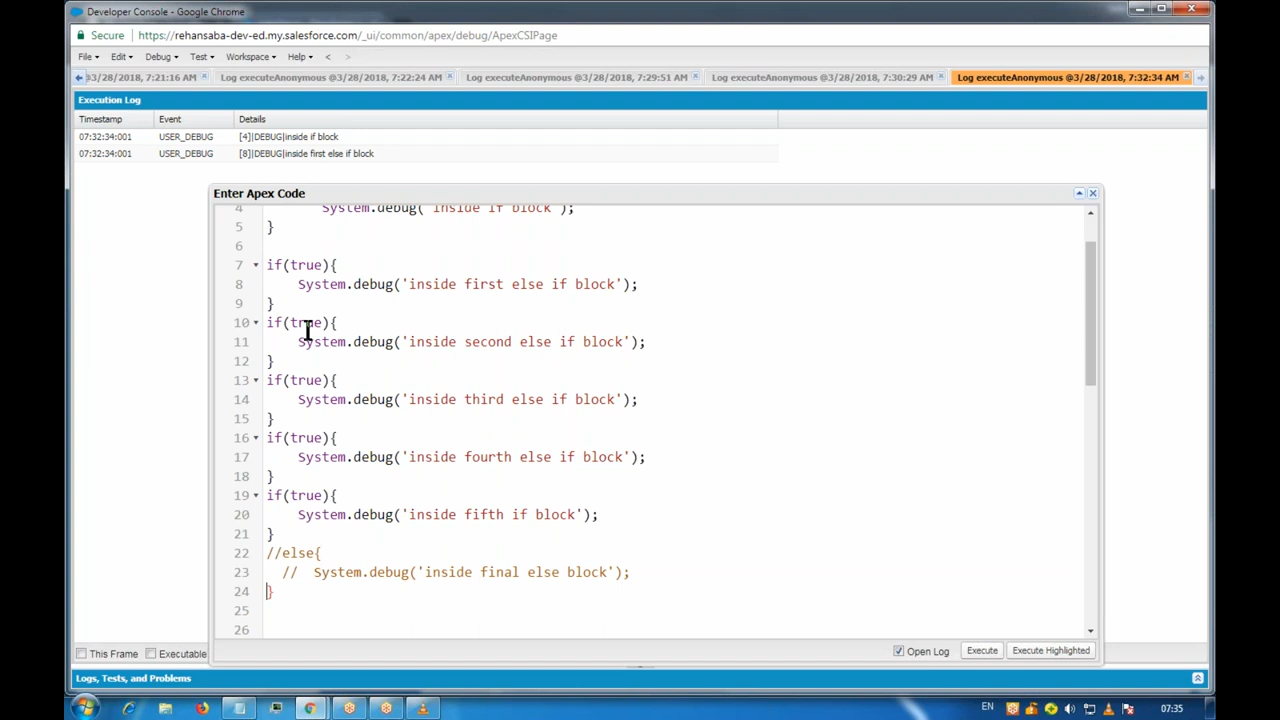 Developer Console - Google Chrome
Secure https://rehansaba-dev-ed.my.salesforce.com/_ui/common/apex/debug/ApexCSIPage
File Edit Debug Test Workspace Help < >
3/28/2018, 7:21:16 AM Log executeAnonymous @3/28/2018, 7:22:24 AM Log executeAnonymous @3/28/2018, 7:29:51 AM Log executeAnonymous @3/28/2018, 7:30:29 AM Log executeAnonymous @3/28/2018, 7:32:34 AM
Execution Log
Timestamp Event Details
07:32:34:001 USER_DEBUG [4]|DEBUG|inside if block
07:32:34:001 USER_DEBUG [8]|DEBUG|inside first else if block
Enter Apex Code
4 System.debug('inside if block');
5 }
6
7 if(true){
8 System.debug('inside first else if block');
9 }
10 if(true){
11 System.debug('inside second else if block');
12 }
13 if(true){
14 System.debug('inside third else if block');
15 }
16 if(true){
17 System.debug('inside fourth else if block');
18 }
19 if(true){
20 System.debug('inside fifth if block');
21 }
22 //else{
23 // System.debug('inside final else block');
24 }
25
26
This Frame Executable Open Log Execute Execute Highlighted
Logs, Tests, and Problems
EN 07:35